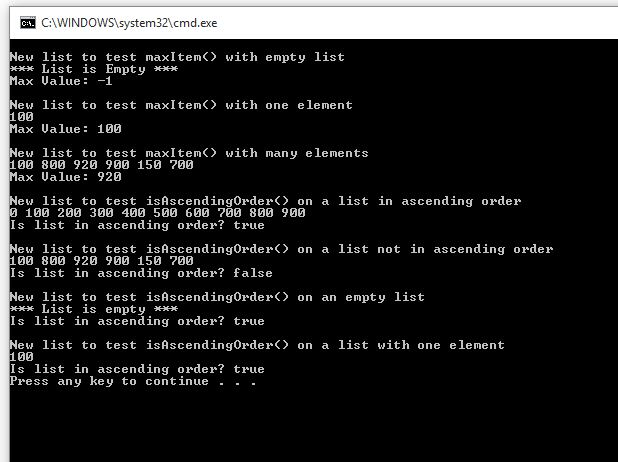 C:\WINDOWS\system32\cmd.exe
New list to test maxItem() with empty list
*** List is Empty ***
Max Value: -1
New list to test maxItem() with one element
100
Max Value: 100
New list to test maxItem() with many elements
100 800 920 900 150 700
Max Value: 920
New list to test isAscendingOrder() on a list in ascending order
0 100 200 300 400 500 600 700 800 900
Is list in ascending order? true
New list to test isAscendingOrder() on a list not in ascending order
100 800 920 900 150 700
Is list in ascending order? false
New list to test isAscendingOrder() on an empty list
*** List is empty ***
Is list in ascending order? true
New list to test isAscendingOrder() on a list with one element
100
Is list in ascending order? true
Press any key to continue . . .